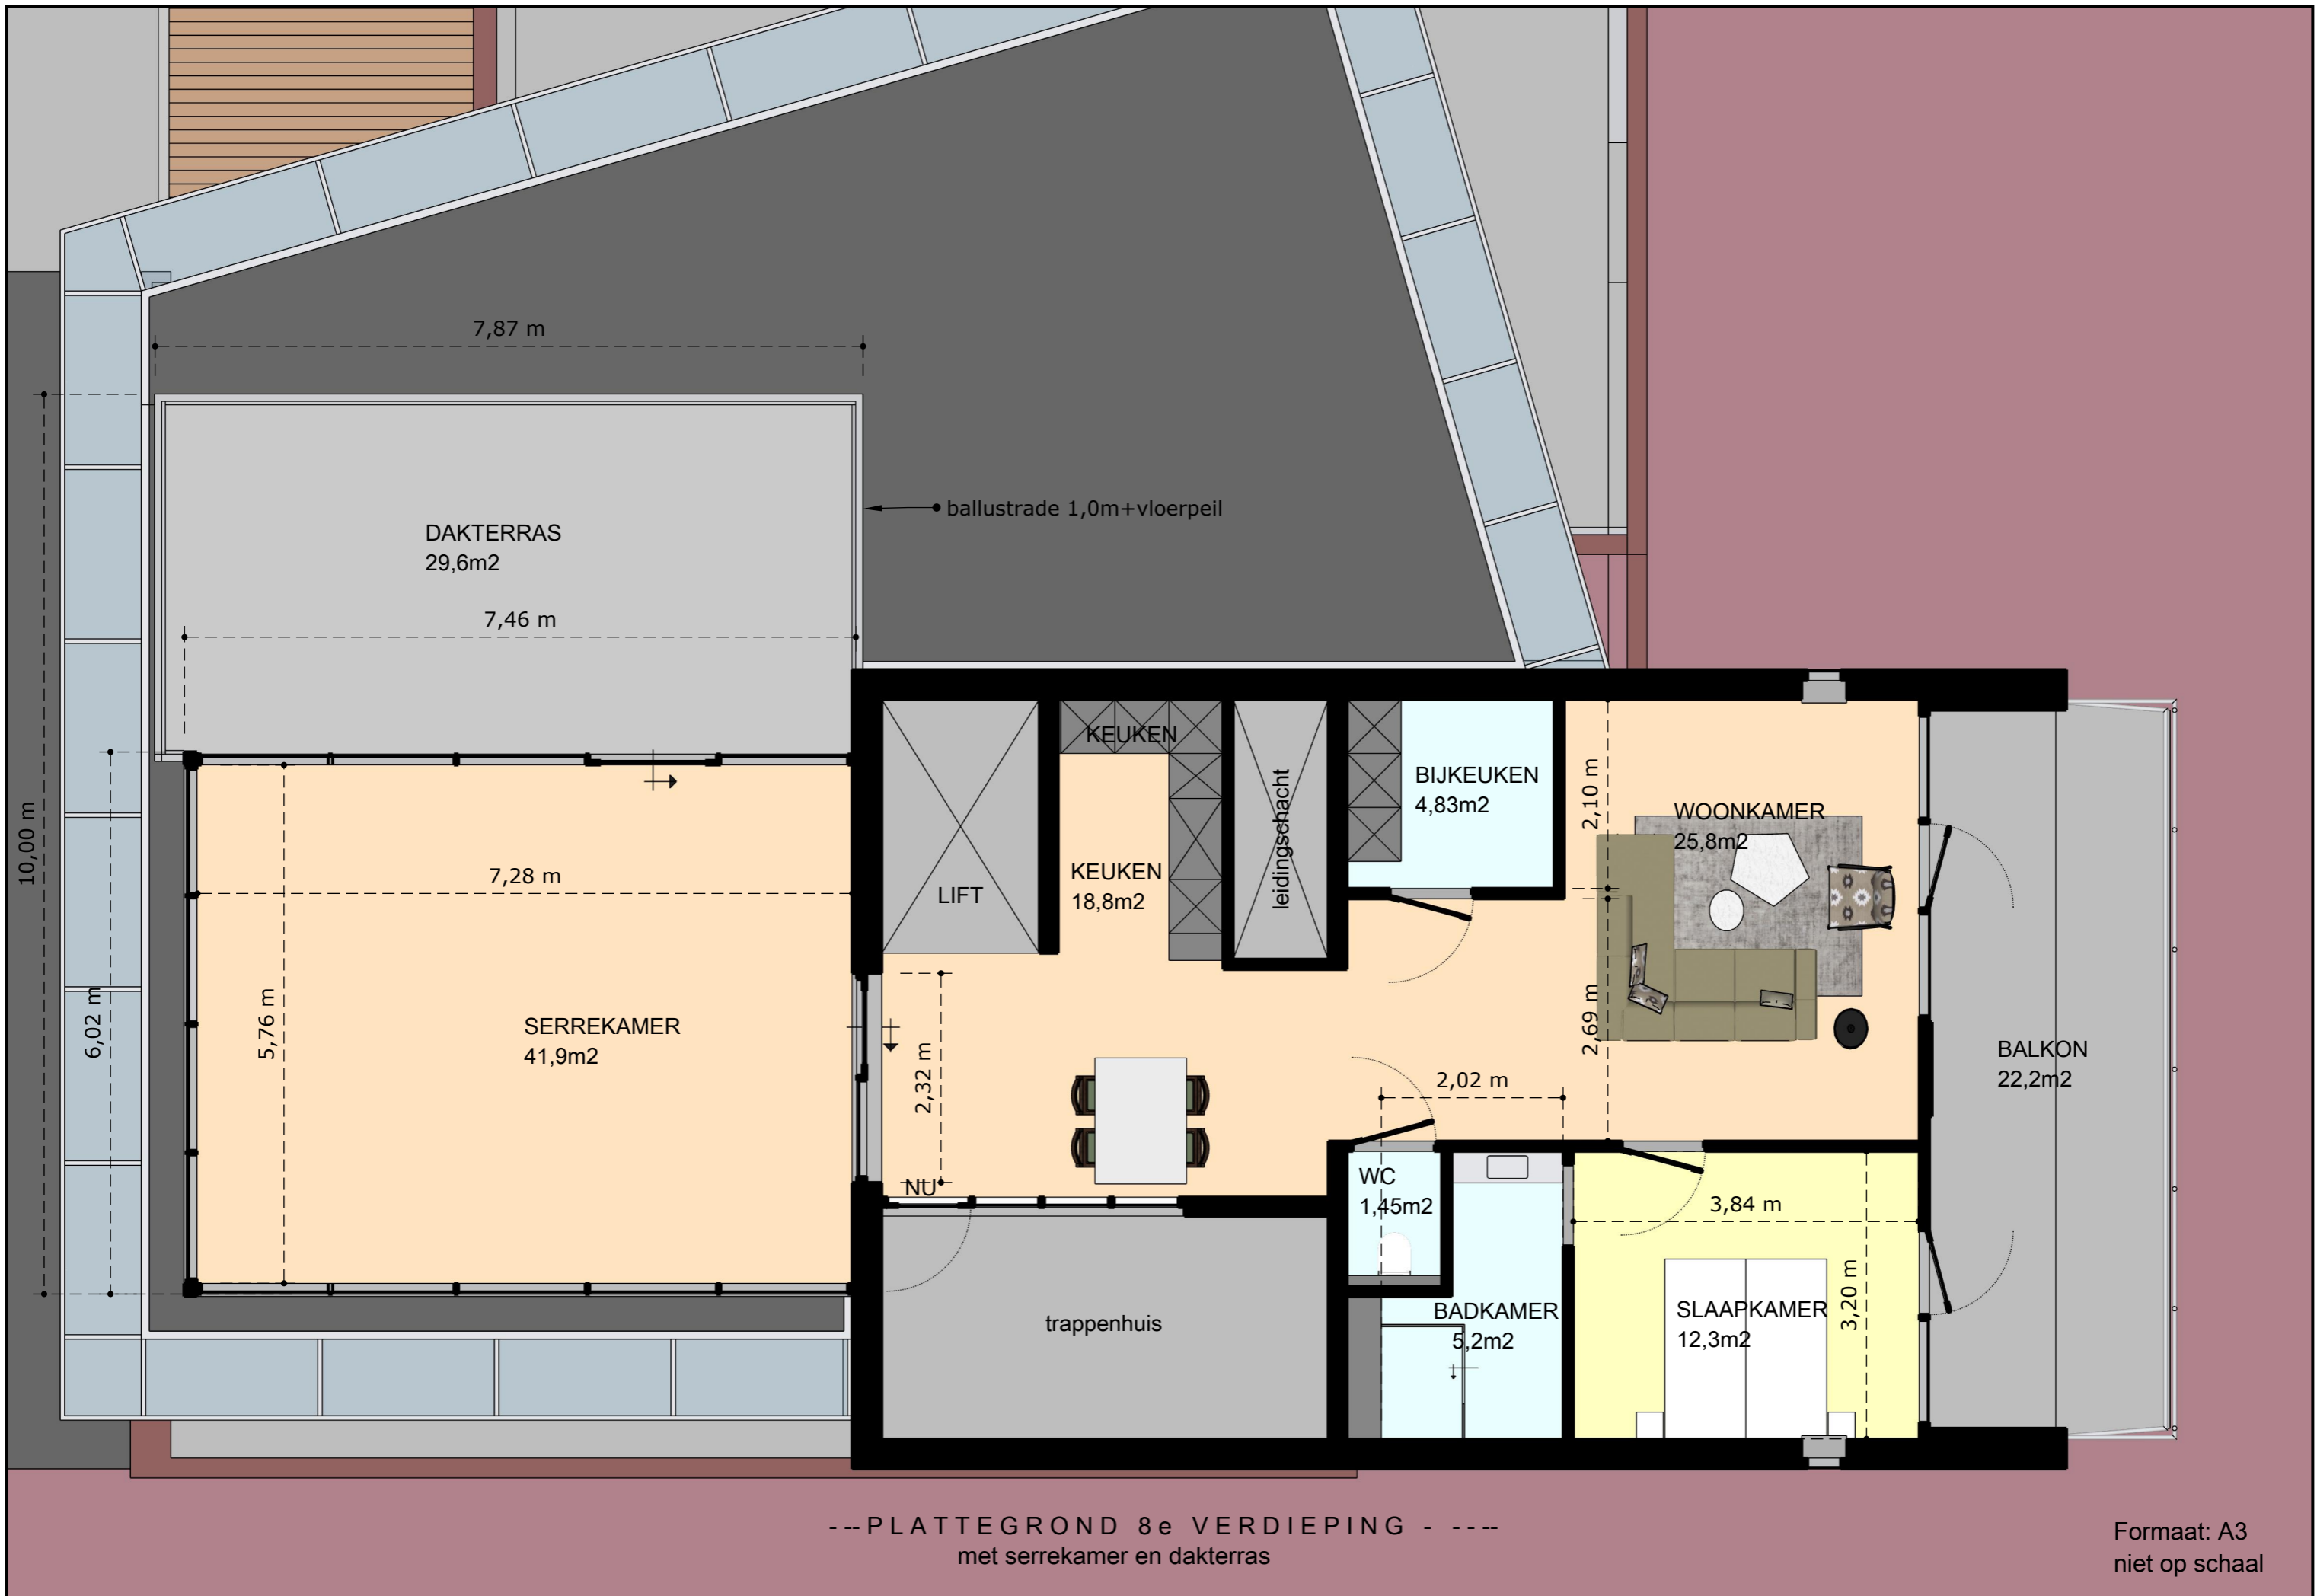 7,87 m
ballustrade 1,0m+vloerpeil
DAKTERRAS
29,6m2
7,46 m
10,00 m
6,02 m
5,76 m
7,28 m
SERREKAMER
41,9m2
LIFT
KEUKEN
KEUKEN
18,8m2
leidingschacht
BIJKEUKEN
4,83m2
2,10 m
WOONKAMER
25,8m2
2,69 m
2,32 m
2,02 m
BALKON
22,2m2
NU
WC
1,45m2
3,84 m
3,20 m
BADKAMER
5,2m2
SLAAPKAMER
12,3m2
trappenhuis
- -- PLATTEGROND 8e VERDIEPING - - - --
met serrekamer en dakterras
Formaat: A3
niet op schaal